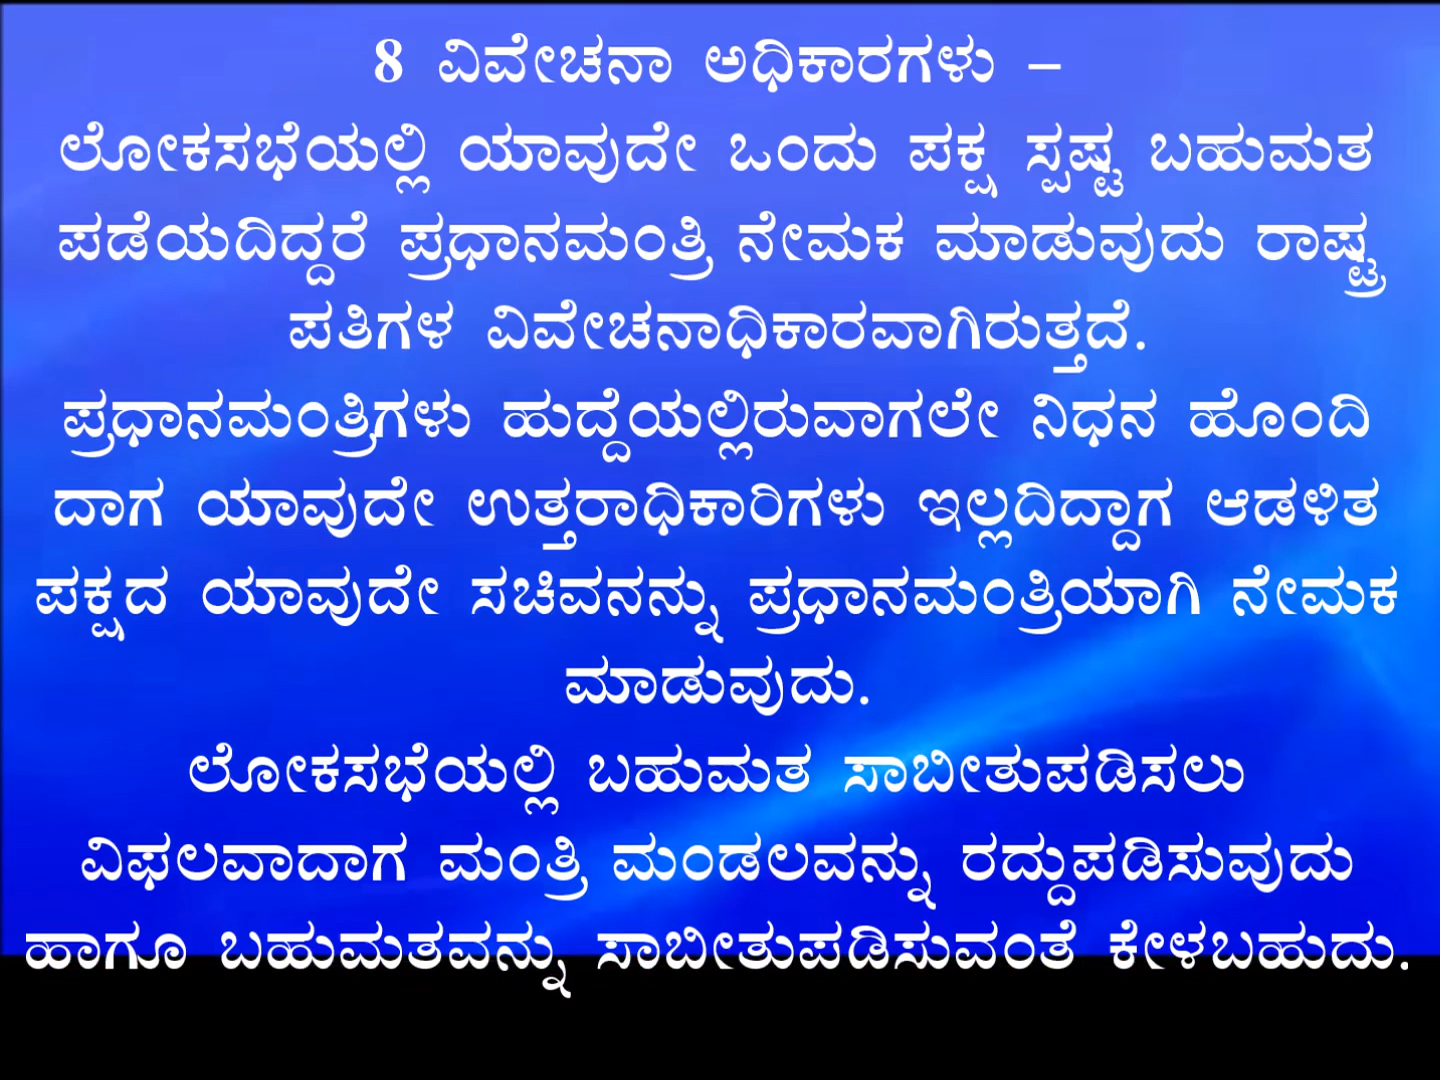 8 ವಿವೇಚನಾ ಅಧಿಕಾರಗಳು –
ಲೋಕಸಭೆಯಲ್ಲಿ ಯಾವುದೇ ಒಂದು ಪಕ್ಷ ಸ್ಪಷ್ಟ ಬಹುಮತ
ಪಡೆಯದಿದ್ದರೆ ಪ್ರಧಾನಮಂತ್ರಿ ನೇಮಕ ಮಾಡುವುದು ರಾಷ್ಟ್ರ
ಪತಿಗಳ ವಿವೇಚನಾಧಿಕಾರವಾಗಿರುತ್ತದೆ.
ಪ್ರಧಾನಮಂತ್ರಿಗಳು ಹುದ್ದೆಯಲ್ಲಿರುವಾಗಲೇ ನಿಧನ ಹೊಂದಿ
ದಾಗ ಯಾವುದೇ ಉತ್ತರಾಧಿಕಾರಿಗಳು ಇಲ್ಲದಿದ್ದಾಗ ಆಡಳಿತ
ಪಕ್ಷದ ಯಾವುದೇ ಸಚಿವನನ್ನು ಪ್ರಧಾನಮಂತ್ರಿಯಾಗಿ ನೇಮಕ
ಮಾಡುವುದು.
ಲೋಕಸಭೆಯಲ್ಲಿ ಬಹುಮತ ಸಾಬೀತುಪಡಿಸಲು
ವಿಫಲವಾದಾಗ ಮಂತ್ರಿ ಮಂಡಲವನ್ನು ರದ್ದುಪಡಿಸುವುದು
ಹಾಗೂ ಬಹುಮತವನ್ನು ಸಾಬೀತುಪಡಿಸುವಂತೆ ಕೇಳಬಹುದು.